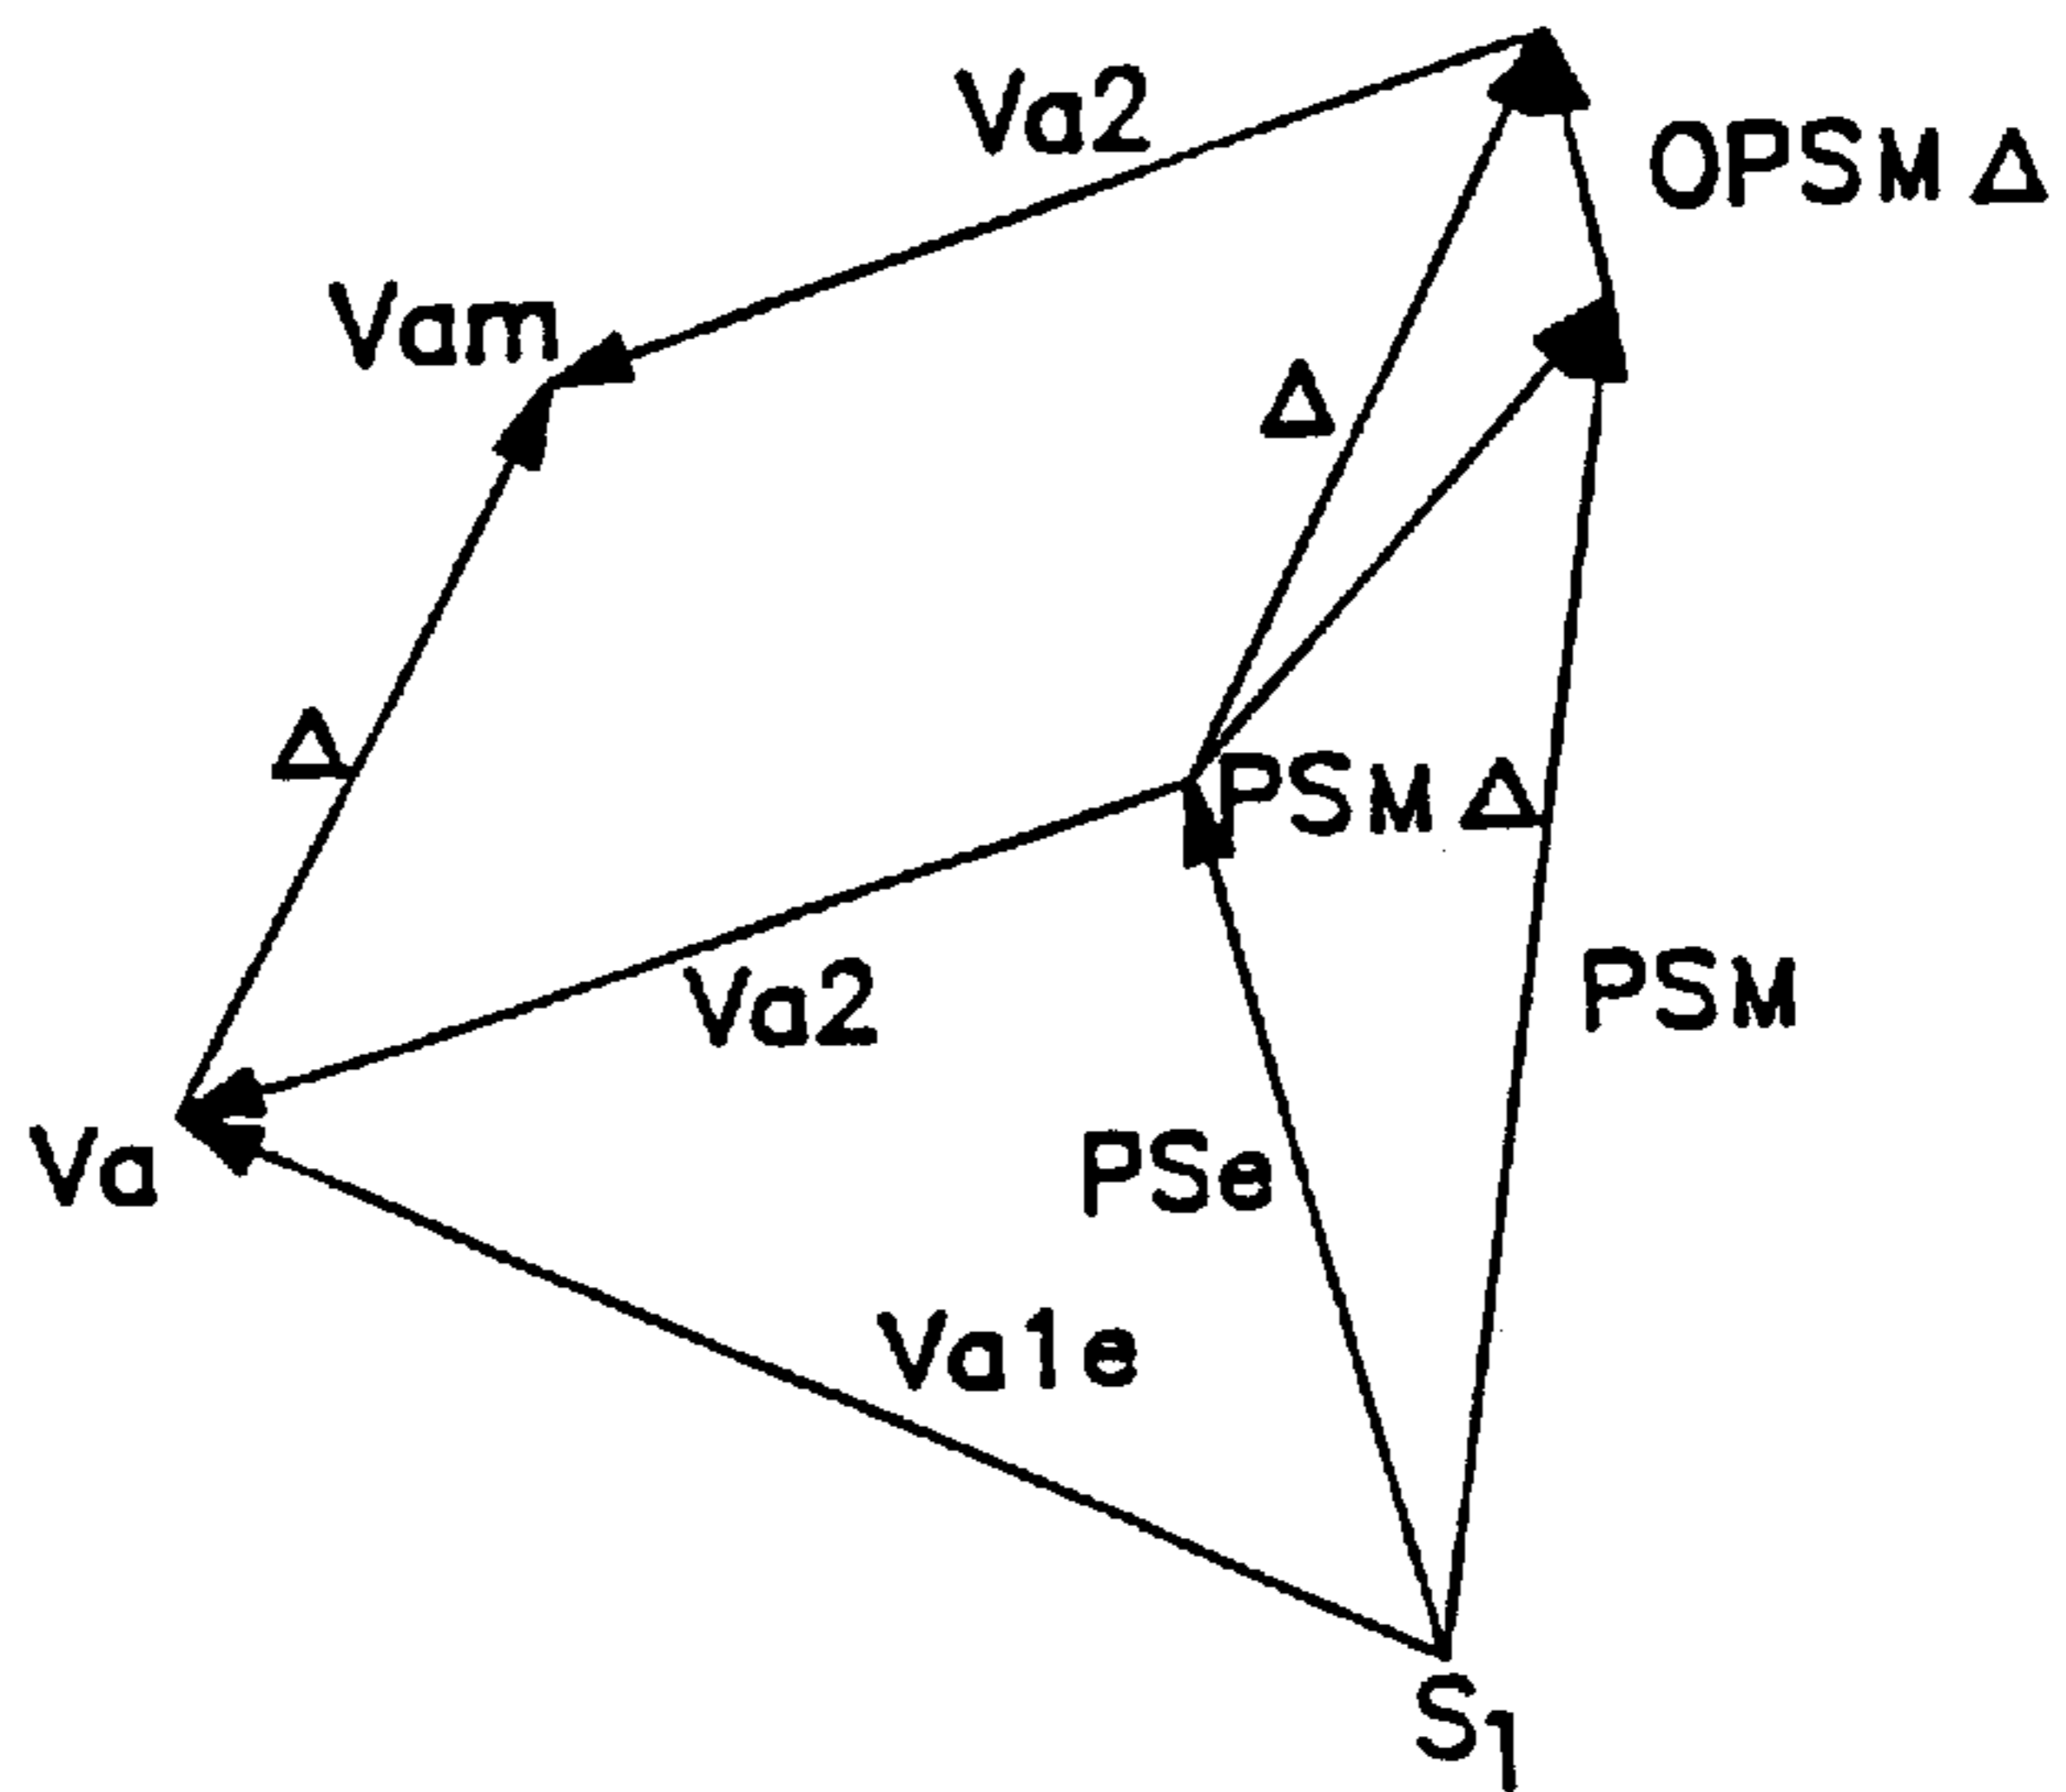 Va2
OPSM Δ
Vam
Δ
Δ
PSM Δ
Va2
PSM
Va
PSe
Va1e
S1